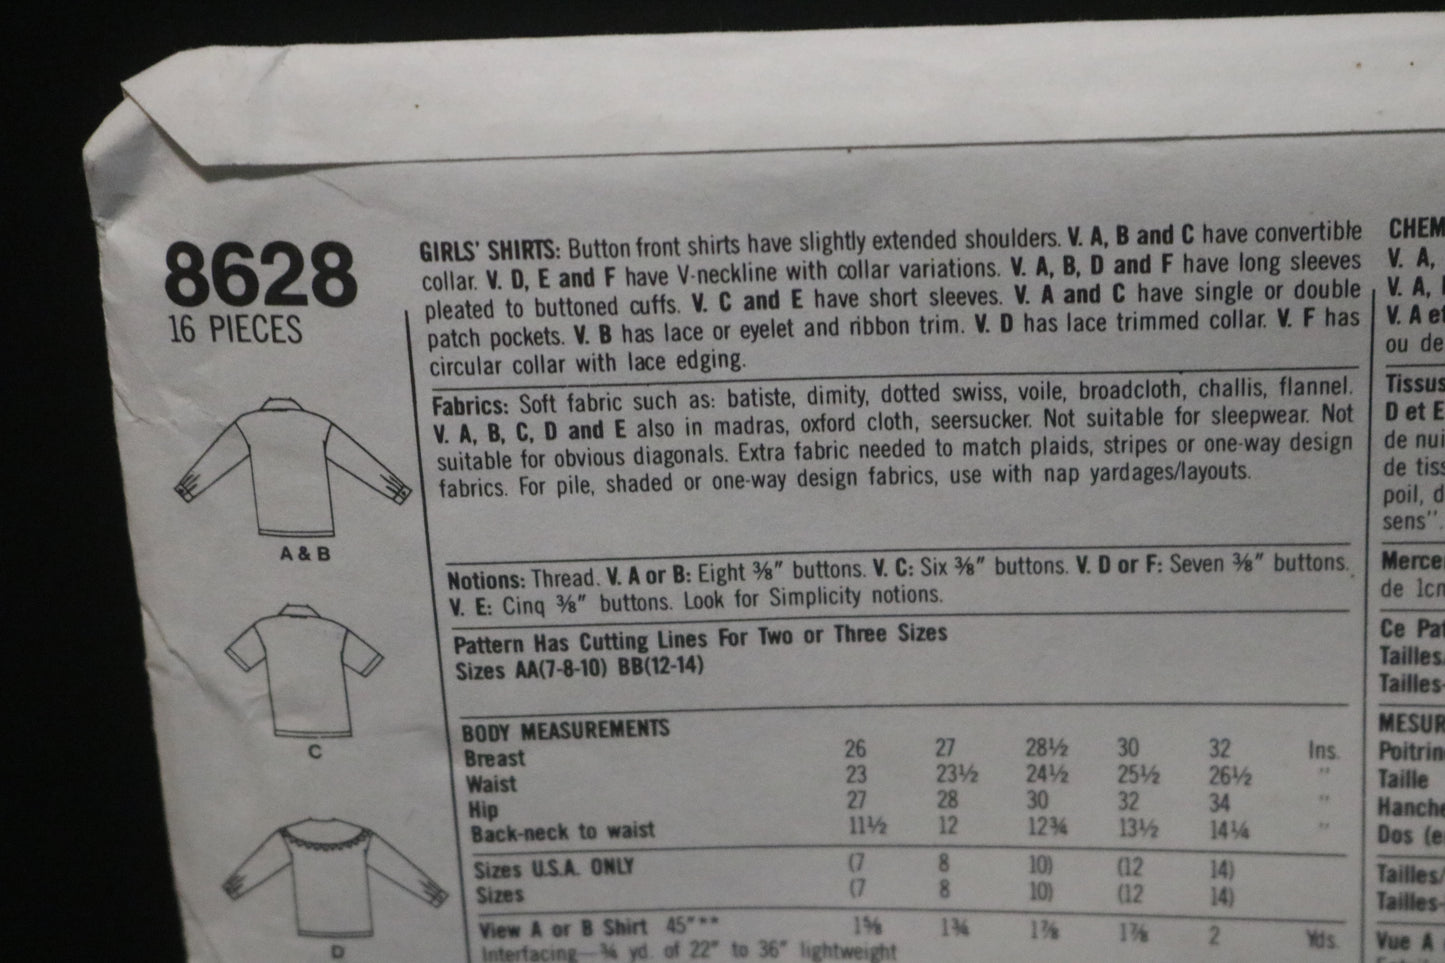 8628
16 PIECES
A & B
C
D
GIRLS' SHIRTS: Button front shirts have slightly extended shoulders. V. A, B and C have convertible
collar. V. D, E and F have V-neckline with collar variations. V. A, B, D and F have long sleeves
pleated to buttoned cuffs. V. C and E have short sleeves. V. A and C have single or double
patch pockets. V. B has lace or eyelet and ribbon trim. V. D has lace trimmed collar. V. F has
circular collar with lace edging.
Fabrics: Soft fabric such as: batiste, dimity, dotted swiss, voile, broadcloth, challis, flannel.
V. A, B, C, D and E also in madras, oxford cloth, seersucker. Not suitable for sleepwear. Not
suitable for obvious diagonals. Extra fabric needed to match plaids, stripes or one-way design
fabrics. For pile, shaded or one-way design fabrics, use with nap yardages/layouts.
Notions: Thread. V. A or B: Eight ⅜″ buttons. V. C: Six ⅜″ buttons. V. D or F: Seven ⅜″ buttons.
V. E: Cinq ⅜″ buttons. Look for Simplicity notions.
Pattern Has Cutting Lines For Two or Three Sizes
Sizes AA(7-8-10) BB(12-14)
BODY MEASUREMENTS
Breast 26 27 28½ 30 32 Ins.
Waist 23 23½ 24½ 25½ 26½ ″
Hip 27 28 30 32 34 ″
Back-neck to waist 11½ 12 12¾ 13½ 14¼ ″
Sizes U.S.A. ONLY (7 8 10) (12 14)
Sizes (7 8 10) (12 14)
View A or B Shirt 45″** 1⅝ 1¾ 1⅞ 1⅞ 2 Yds.
Interfacing—¾ yd. of 22″ to 36″ lightweight
CHEM
V. A,
V. A,
V. A et
ou de
Tissus
D et E
de nui
de tiss
poil, d
sens″.
Merce
de 1cm
Ce Pat
Tailles
Tailles-
MESUR
Poitrin
Taille
Hanche
Dos (e
Tailles/
Tailles-
Vue A